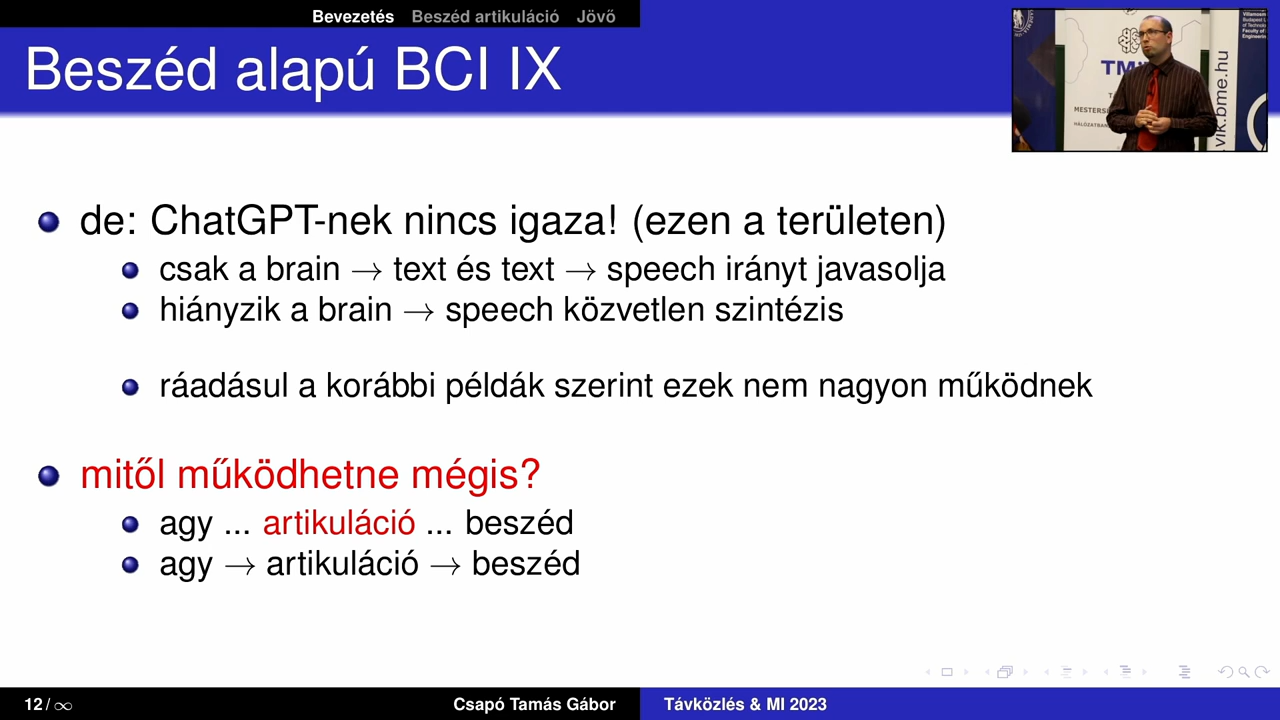 Bevezetés Beszéd artikuláció Jövő
Beszéd alapú BCI IX
de: ChatGPT-nek nincs igaza! (ezen a területen)
csak a brain → text és text → speech irányt javasolja
hiányzik a brain → speech közvetlen szintézis
ráadásul a korábbi példák szerint ezek nem nagyon működnek
mitől működhetne mégis?
agy ... artikuláció ... beszéd
agy → artikuláció → beszéd
12 / ∞ Csapó Tamás Gábor Távközlés & MI 2023
vik.bme.hu